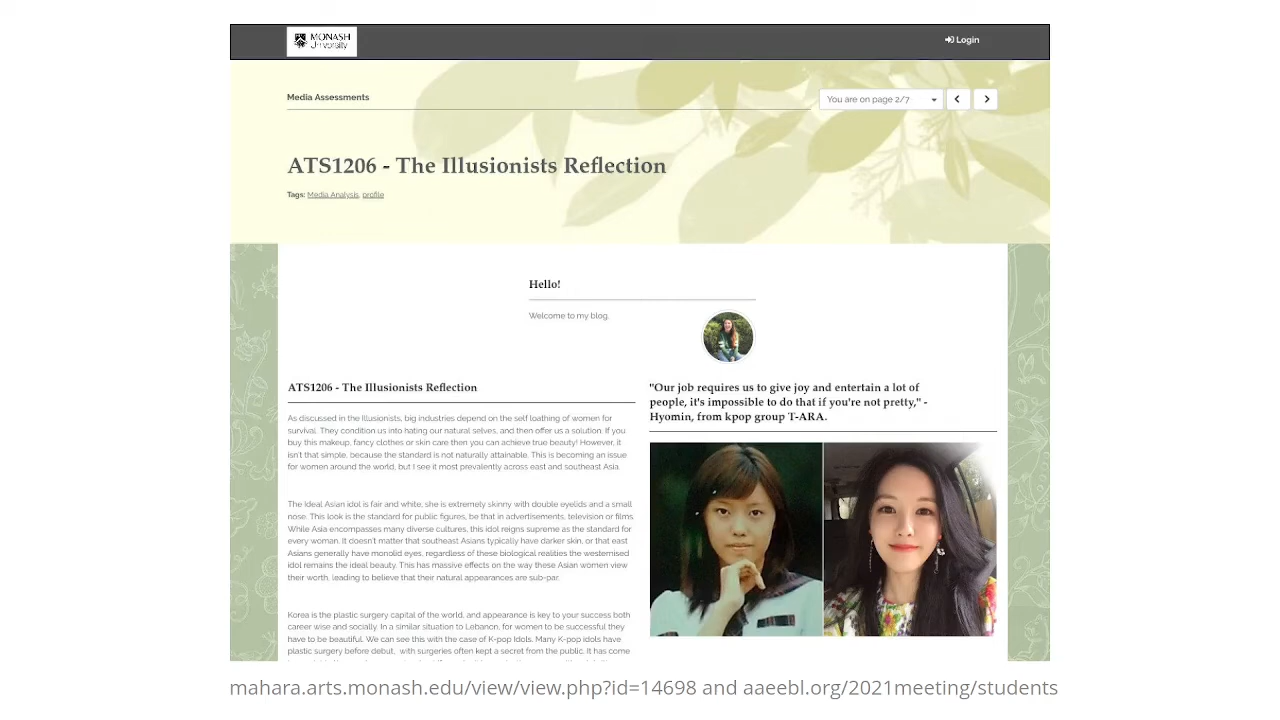 MONASH
University
Login
Media Assessments
You are on page 2/7
ATS1206 - The Illusionists Reflection
Tags: Media Analysis, profile
Hello!
Welcome to my blog.
ATS1206 - The Illusionists Reflection
As discussed in the Illusionists, big industries depend on the self loathing of women for
survival. They condition us into hating our natural selves, and then offer us a solution: If you
buy this makeup, fancy clothes or skin care then you can achieve true beauty! However, it
isn't that simple, because the standard is not naturally attainable. This is becoming an issue
for women around the world, but I see it most prevalently across east and southeast Asia.
The Ideal Asian idol is fair and white, she is extremely skinny with double eyelids and a small
nose. This look is the standard for public figures, be that in advertisements, television or films.
While Asia encompasses many diverse cultures, this idol reigns supreme as the standard for
every woman. It doesn't matter that southeast Asians typically have darker skin, or that east
Asians generally have monolid eyes, regardless of these biological realities the westernised
idol remains the ideal beauty. This has massive effects on the way these Asian women view
their worth, leading to believe that their natural appearances are sub-par.
Korea is the plastic surgery capital of the world, and appearance is key to your success both
career wise and socially. In a similar situation to Lebanon, for women to be successful they
have to be beautiful. We can see this with the case of K-pop Idols. Many K-pop idols have
plastic surgery before debut, with surgeries often kept a secret from the public. It has come
"Our job requires us to give joy and entertain a lot of
people, it's impossible to do that if you're not pretty," -
Hyomin, from kpop group T-ARA.
mahara.arts.monash.edu/view/view.php?id=14698 and aaeebl.org/2021meeting/students